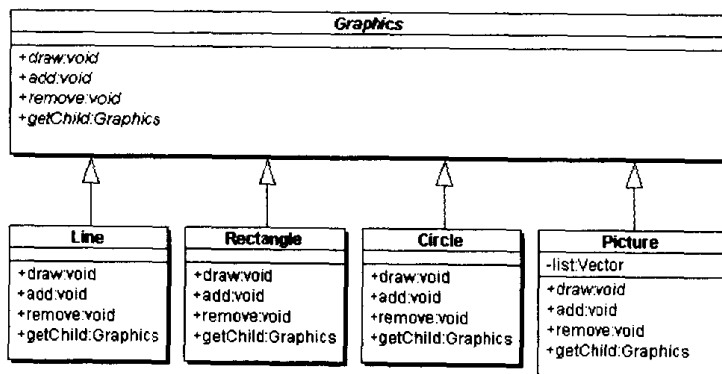 Graphics
+draw:void
+add:void
+remove:void
+getChild:Graphics
Line
+draw:void
+add:void
+remove:void
+getChild:Graphics
Rectangle
+draw:void
+add:void
+remove:void
+getChild:Graphics
Circle
+draw:void
+add:void
+remove:void
+getChild:Graphics
Picture
-list:Vector
+draw:void
+add:void
+remove:void
+getChild:Graphics